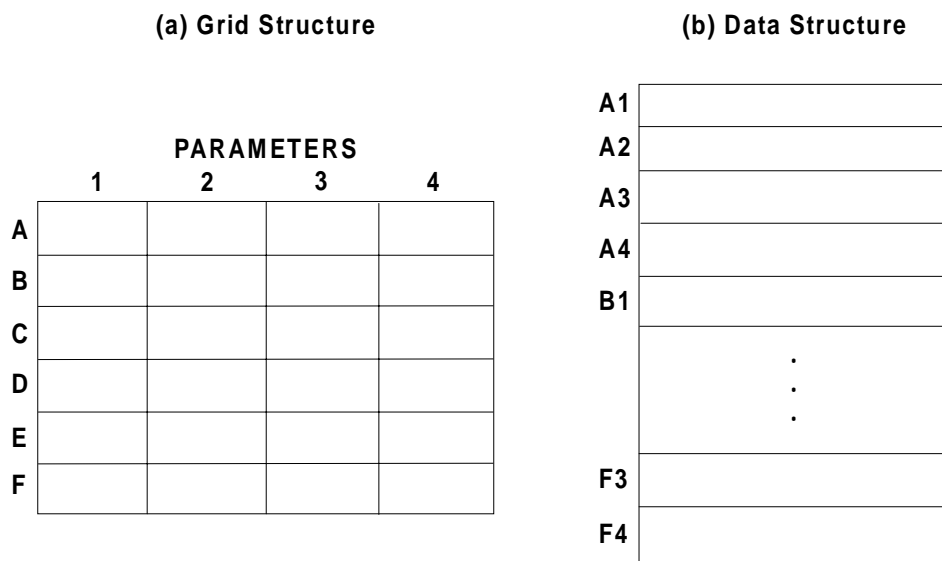 (a) Grid Structure
PARAMETERS
1 2 3 4
A
B
C
D
E
F
(b) Data Structure
A1
A2
A3
A4
B1
.
.
.
F3
F4